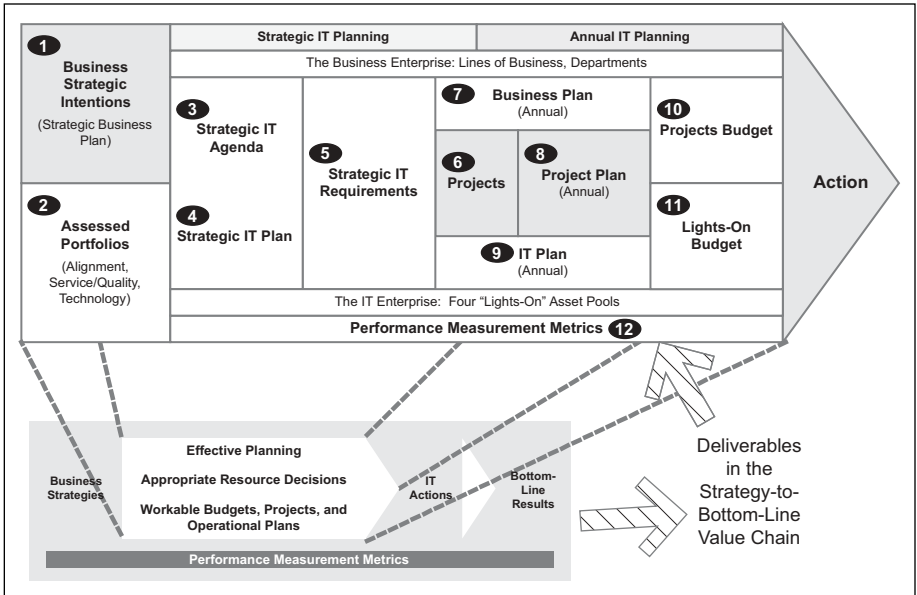 Strategic IT Planning
Annual IT Planning
The Business Enterprise: Lines of Business, Departments
1
Business
Strategic
Intentions
(Strategic Business
Plan)
2
Assessed
Portfolios
(Alignment,
Service/Quality,
Technology)
3
Strategic IT
Agenda
4
Strategic IT Plan
5
Strategic IT
Requirements
7
Business Plan
(Annual)
6
Projects
8
Project Plan
(Annual)
9
IT Plan
(Annual)
10
Projects Budget
11
Lights-On
Budget
Action
The IT Enterprise: Four “Lights-On” Asset Pools
Performance Measurement Metrics 12
Business
Strategies
Effective Planning
Appropriate Resource Decisions
Workable Budgets, Projects, and
Operational Plans
IT
Actions
Bottom-
Line
Results
Performance Measurement Metrics
Deliverables
in the
Strategy-to-
Bottom-Line
Value Chain